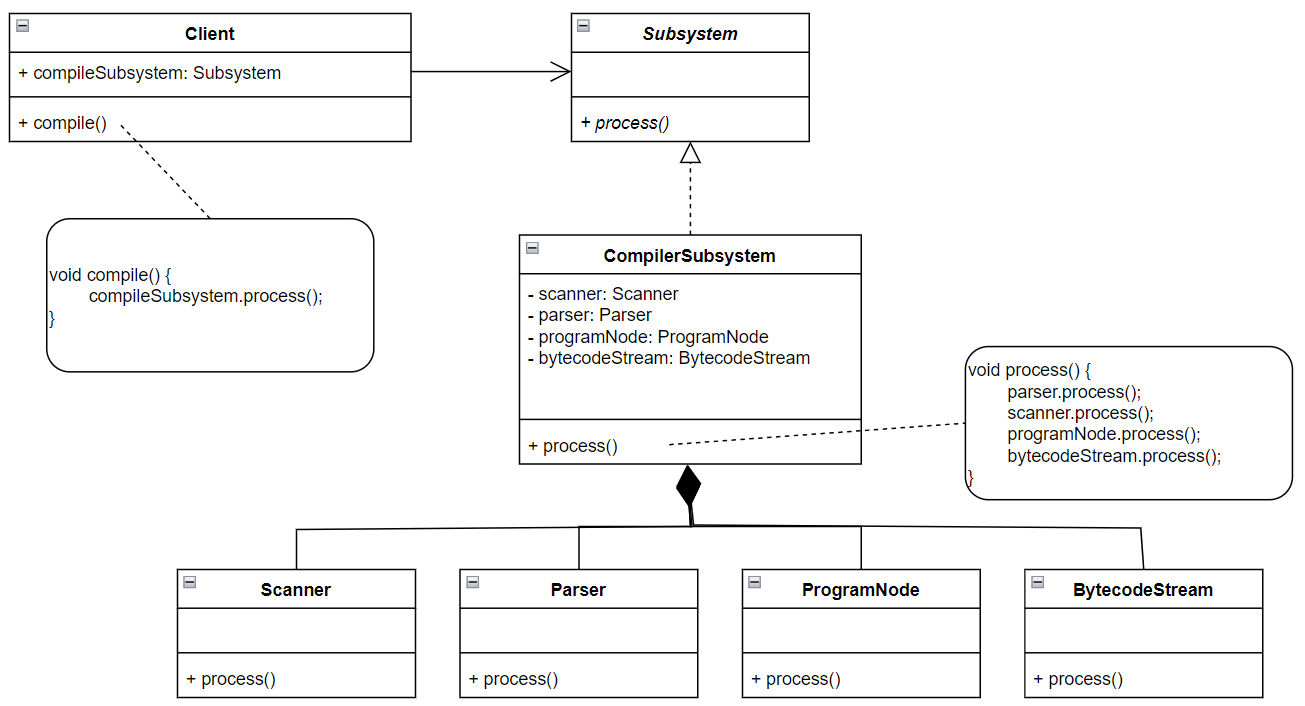 Client
+ compileSubsystem: Subsystem
+ compile()
Subsystem
+ process()
void compile() {
compileSubsystem.process();
}
CompilerSubsystem
- scanner: Scanner
- parser: Parser
- programNode: ProgramNode
- bytecodeStream: BytecodeStream
+ process()
void process() {
parser.process();
scanner.process();
programNode.process();
bytecodeStream.process();
}
Scanner
+ process()
Parser
+ process()
ProgramNode
+ process()
BytecodeStream
+ process()